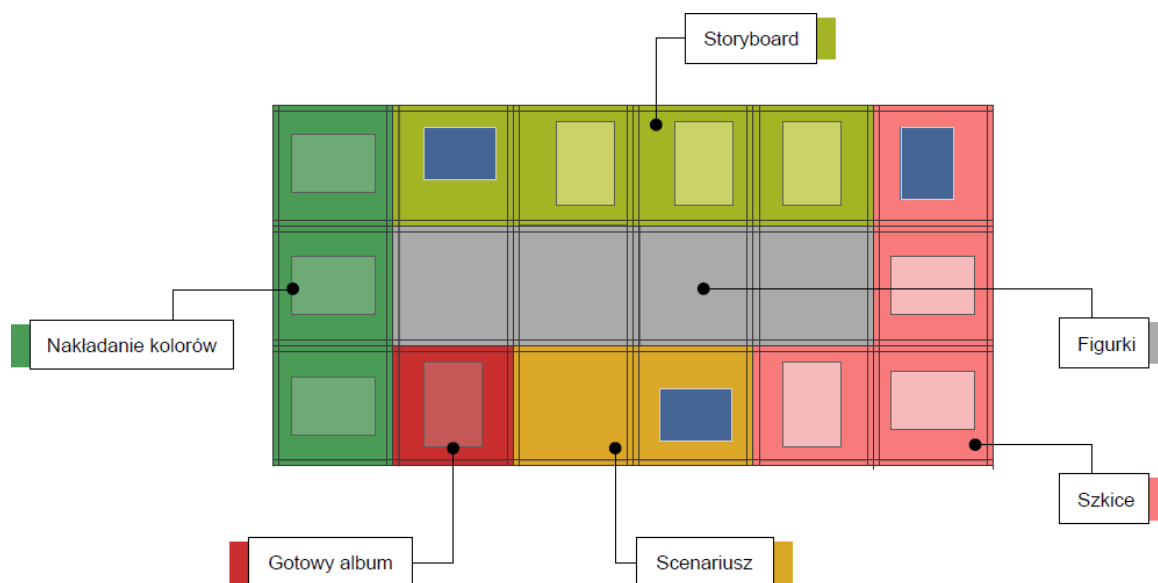 Storyboard
Nakładanie kolorów
Figurki
Szkice
Gotowy album
Scenariusz